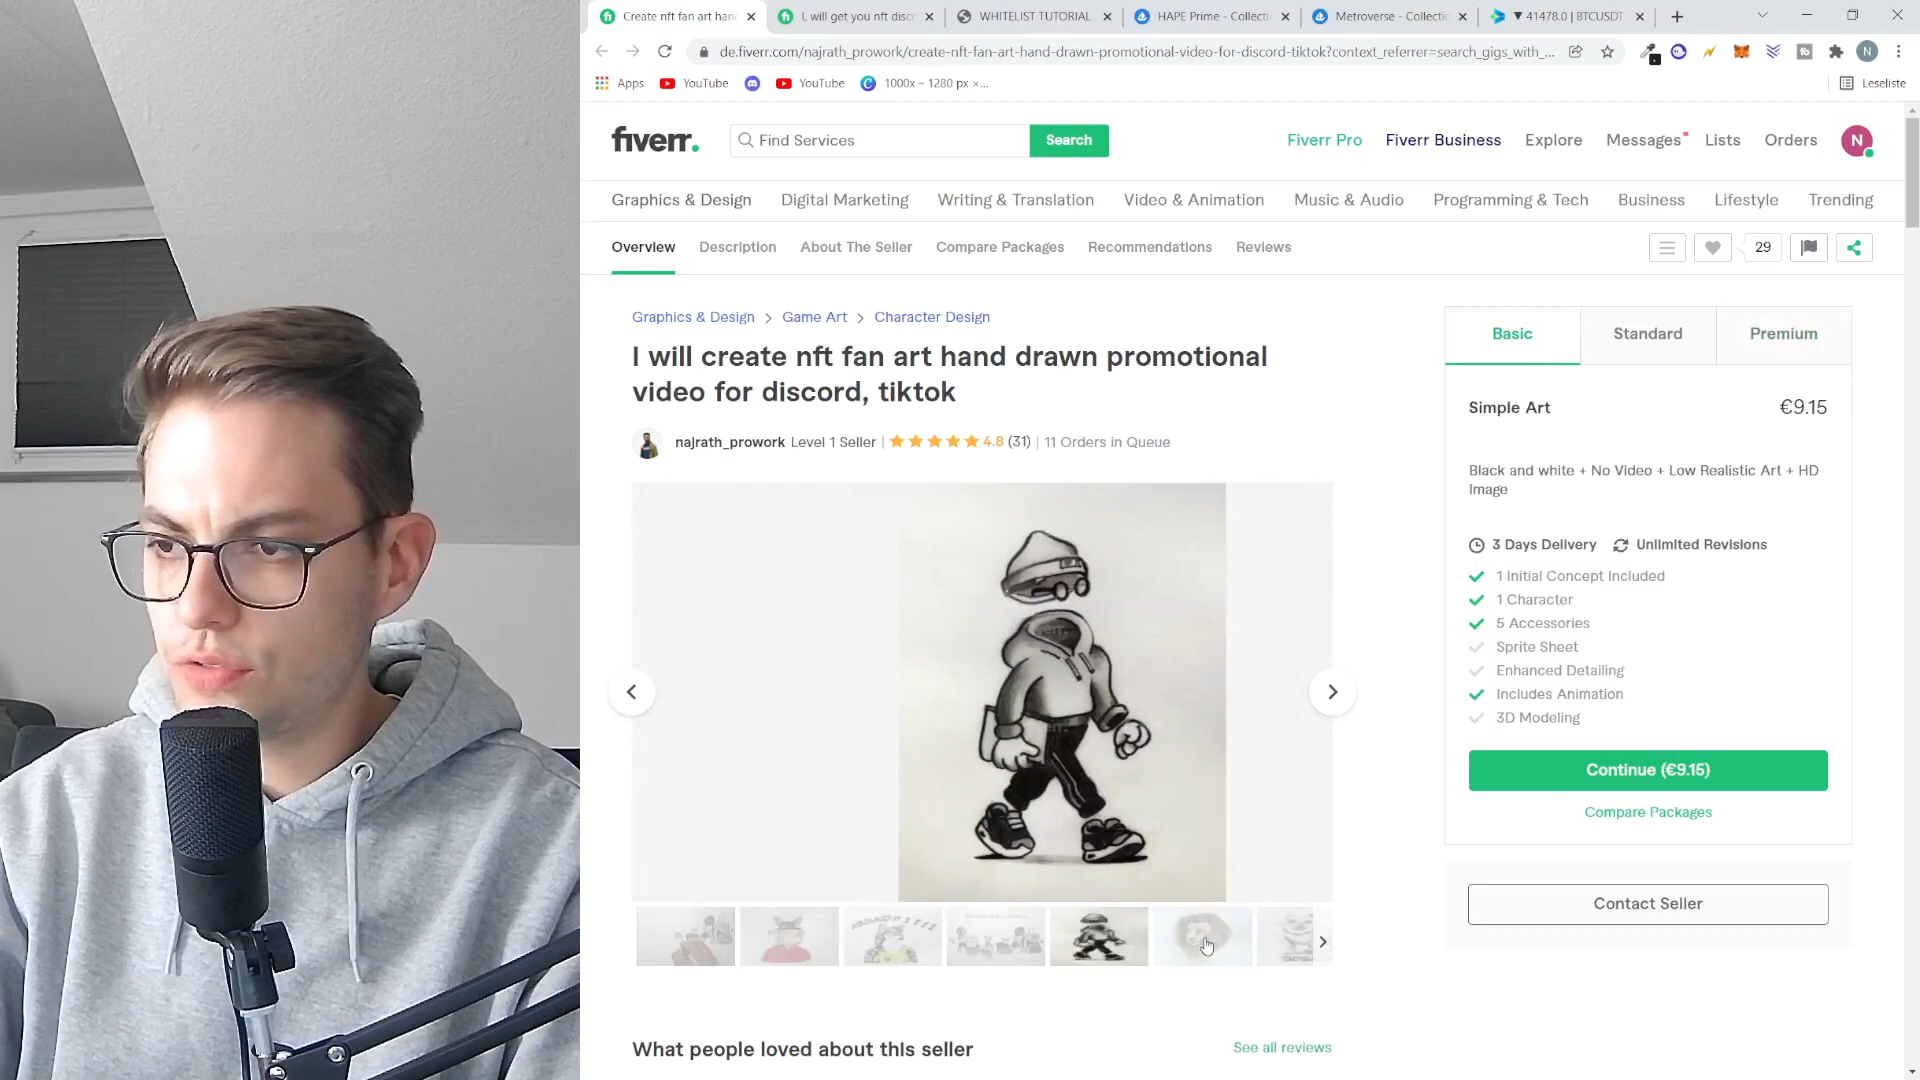 Create nft fan art han
I will get you nft disc
WHITELIST TUTORIAL
HAPE Prime - Collecti
Metroverse - Collectio
▼ 41478.0 | BTCUSDT
de.fiverr.com/najrath_prowork/create-nft-fan-art-hand-drawn-promotional-video-for-discord-tiktok?context_referrer=search_gigs_with_...
N
Apps
YouTube
YouTube
1000x – 1280 px ×...
Leseliste
fiverr.
Find Services
Search
Fiverr Pro
Fiverr Business
Explore
Messages
Lists
Orders
N
Graphics & Design
Digital Marketing
Writing & Translation
Video & Animation
Music & Audio
Programming & Tech
Business
Lifestyle
Trending
Overview
Description
About The Seller
Compare Packages
Recommendations
Reviews
29
Graphics & Design > Game Art > Character Design
I will create nft fan art hand drawn promotional
video for discord, tiktok
najrath_prowork Level 1 Seller | 4.8 (31) | 11 Orders in Queue
Basic
Standard
Premium
Simple Art
€9.15
Black and white + No Video + Low Realistic Art + HD
Image
3 Days Delivery
Unlimited Revisions
1 Initial Concept Included
1 Character
5 Accessories
Sprite Sheet
Enhanced Detailing
Includes Animation
3D Modeling
Continue (€9.15)
Compare Packages
Contact Seller
What people loved about this seller
See all reviews